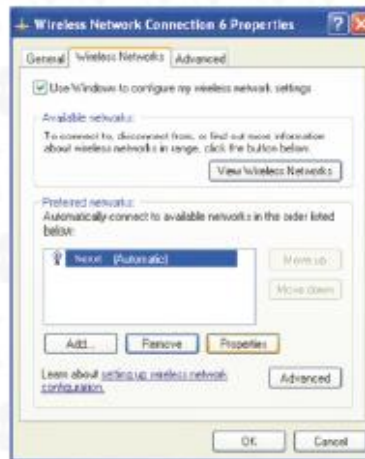 Wireless Network Connection 6 Properties
General Wireless Networks Advanced
Use Windows to configure my wireless network settings
Available networks:
To connect to, disconnect from, or find out more information
about wireless networks in range, click the button below.
View Wireless Networks
Preferred networks:
Automatically connect to available networks in the order listed
below:
(Automatic)
Move up
Move down
Add... Remove Properties
Learn about setting up wireless network
configuration.
Advanced
OK Cancel